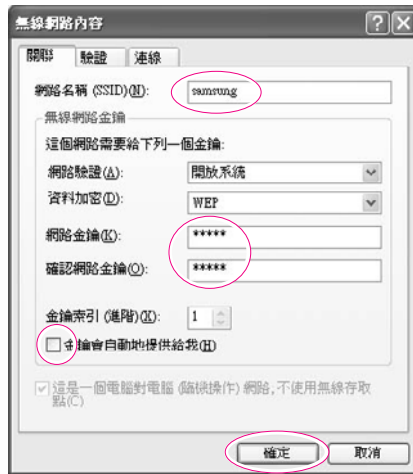 無線網路內容
關聯 驗證 連線
網路名稱 (SSID)(N): samsung
無線網路金鑰
這個網路需要給下列一個金鑰:
網路驗證(A): 開放系統
資料加密(D): WEP
網路金鑰(K): *****
確認網路金鑰(O): *****
金鑰索引 (進階)(X): 1
金鑰會自動地提供給我(H)
這是一個電腦對電腦 (臨機操作) 網路, 不使用無線存取
點(C)
確定 取消